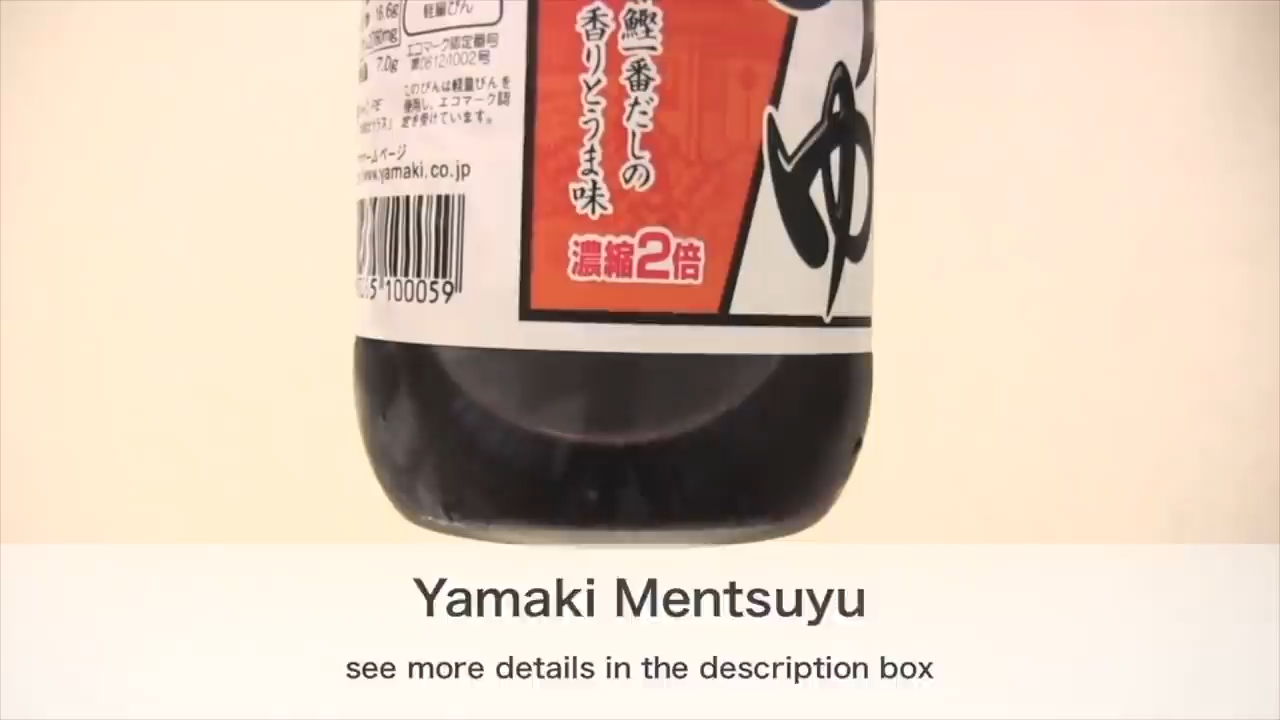 16.6g
760mg
7.0g
軽量びん
エコマーク認定番号
第06121002号
このびんは軽量びんを
使用し、エコマーク認
定を受けています。
PE
ホームページ
www.yamaki.co.jp
100059
鰹一番だしの
香りとうま味
濃縮2倍
ゆ
Yamaki Mentsuyu
see more details in the description box